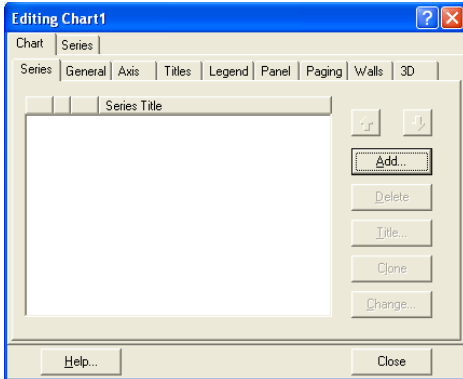 Editing Chart1
Chart Series
Series General Axis Titles Legend Panel Paging Walls 3D
Series Title
Add...
Delete
Title...
Clone
Change...
Help... Close